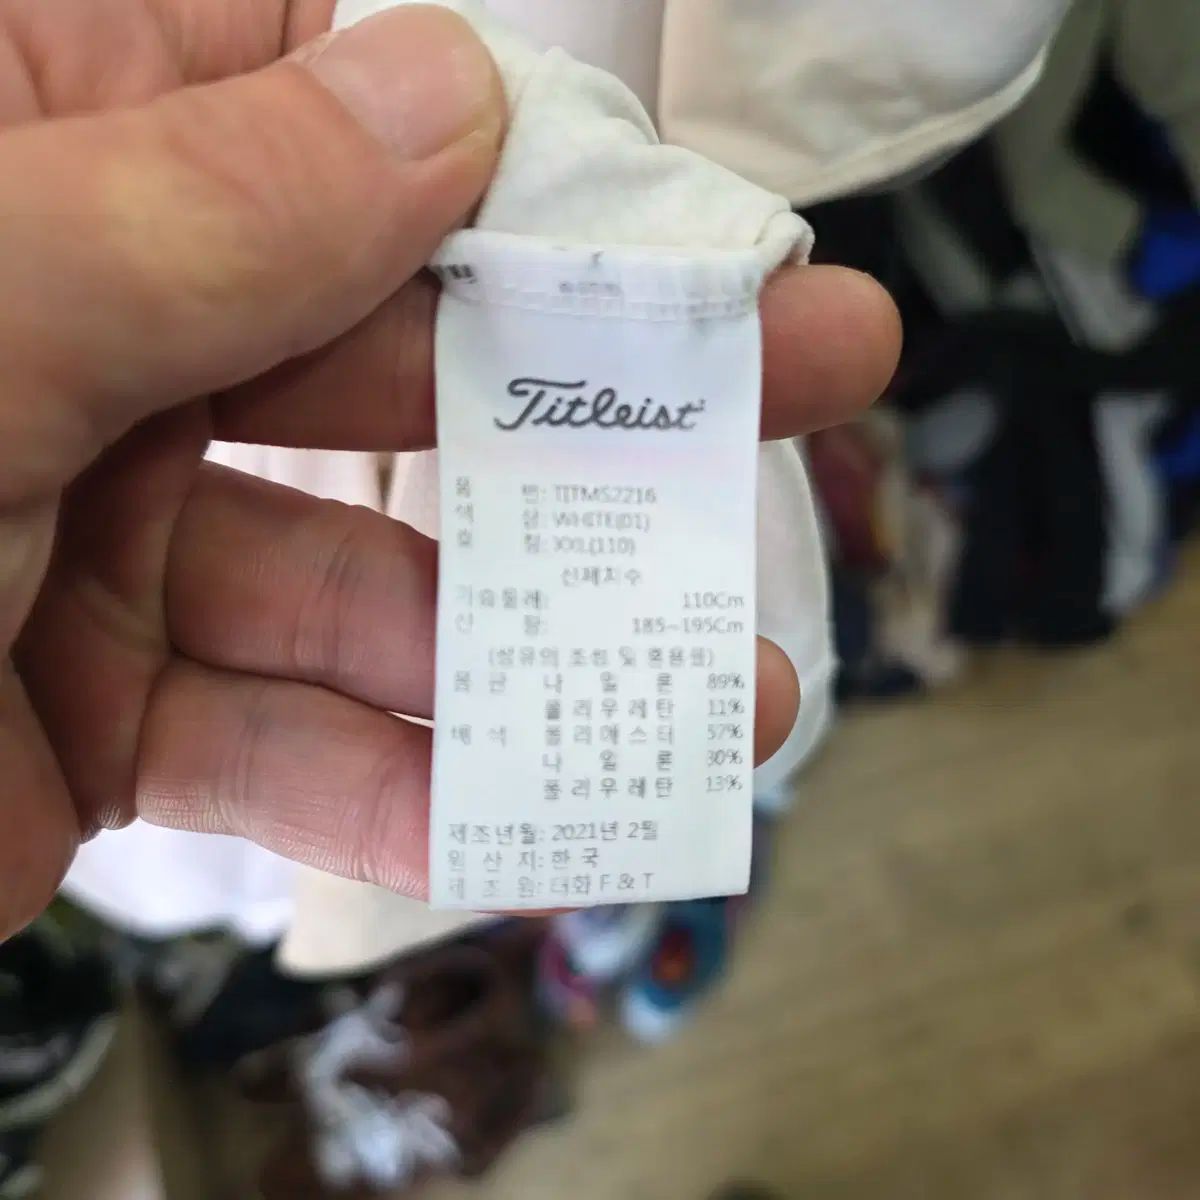 Titleist
품 번: TITMS2216
색 상: WHITE(01)
호 칭: XXL(110)
신체치수
가슴둘레: 110Cm
신 장: 185~195Cm
(섬유의 조성 및 혼용율)
몸 판 나 일 론 89%
폴 리 우 레 탄 11%
배 색 폴 리 에 스 터 57%
나 일 론 30%
폴 리 우 레 탄 13%
제조년월: 2021년 2월
원 산 지: 한 국
제 조 원: 태화 F & T